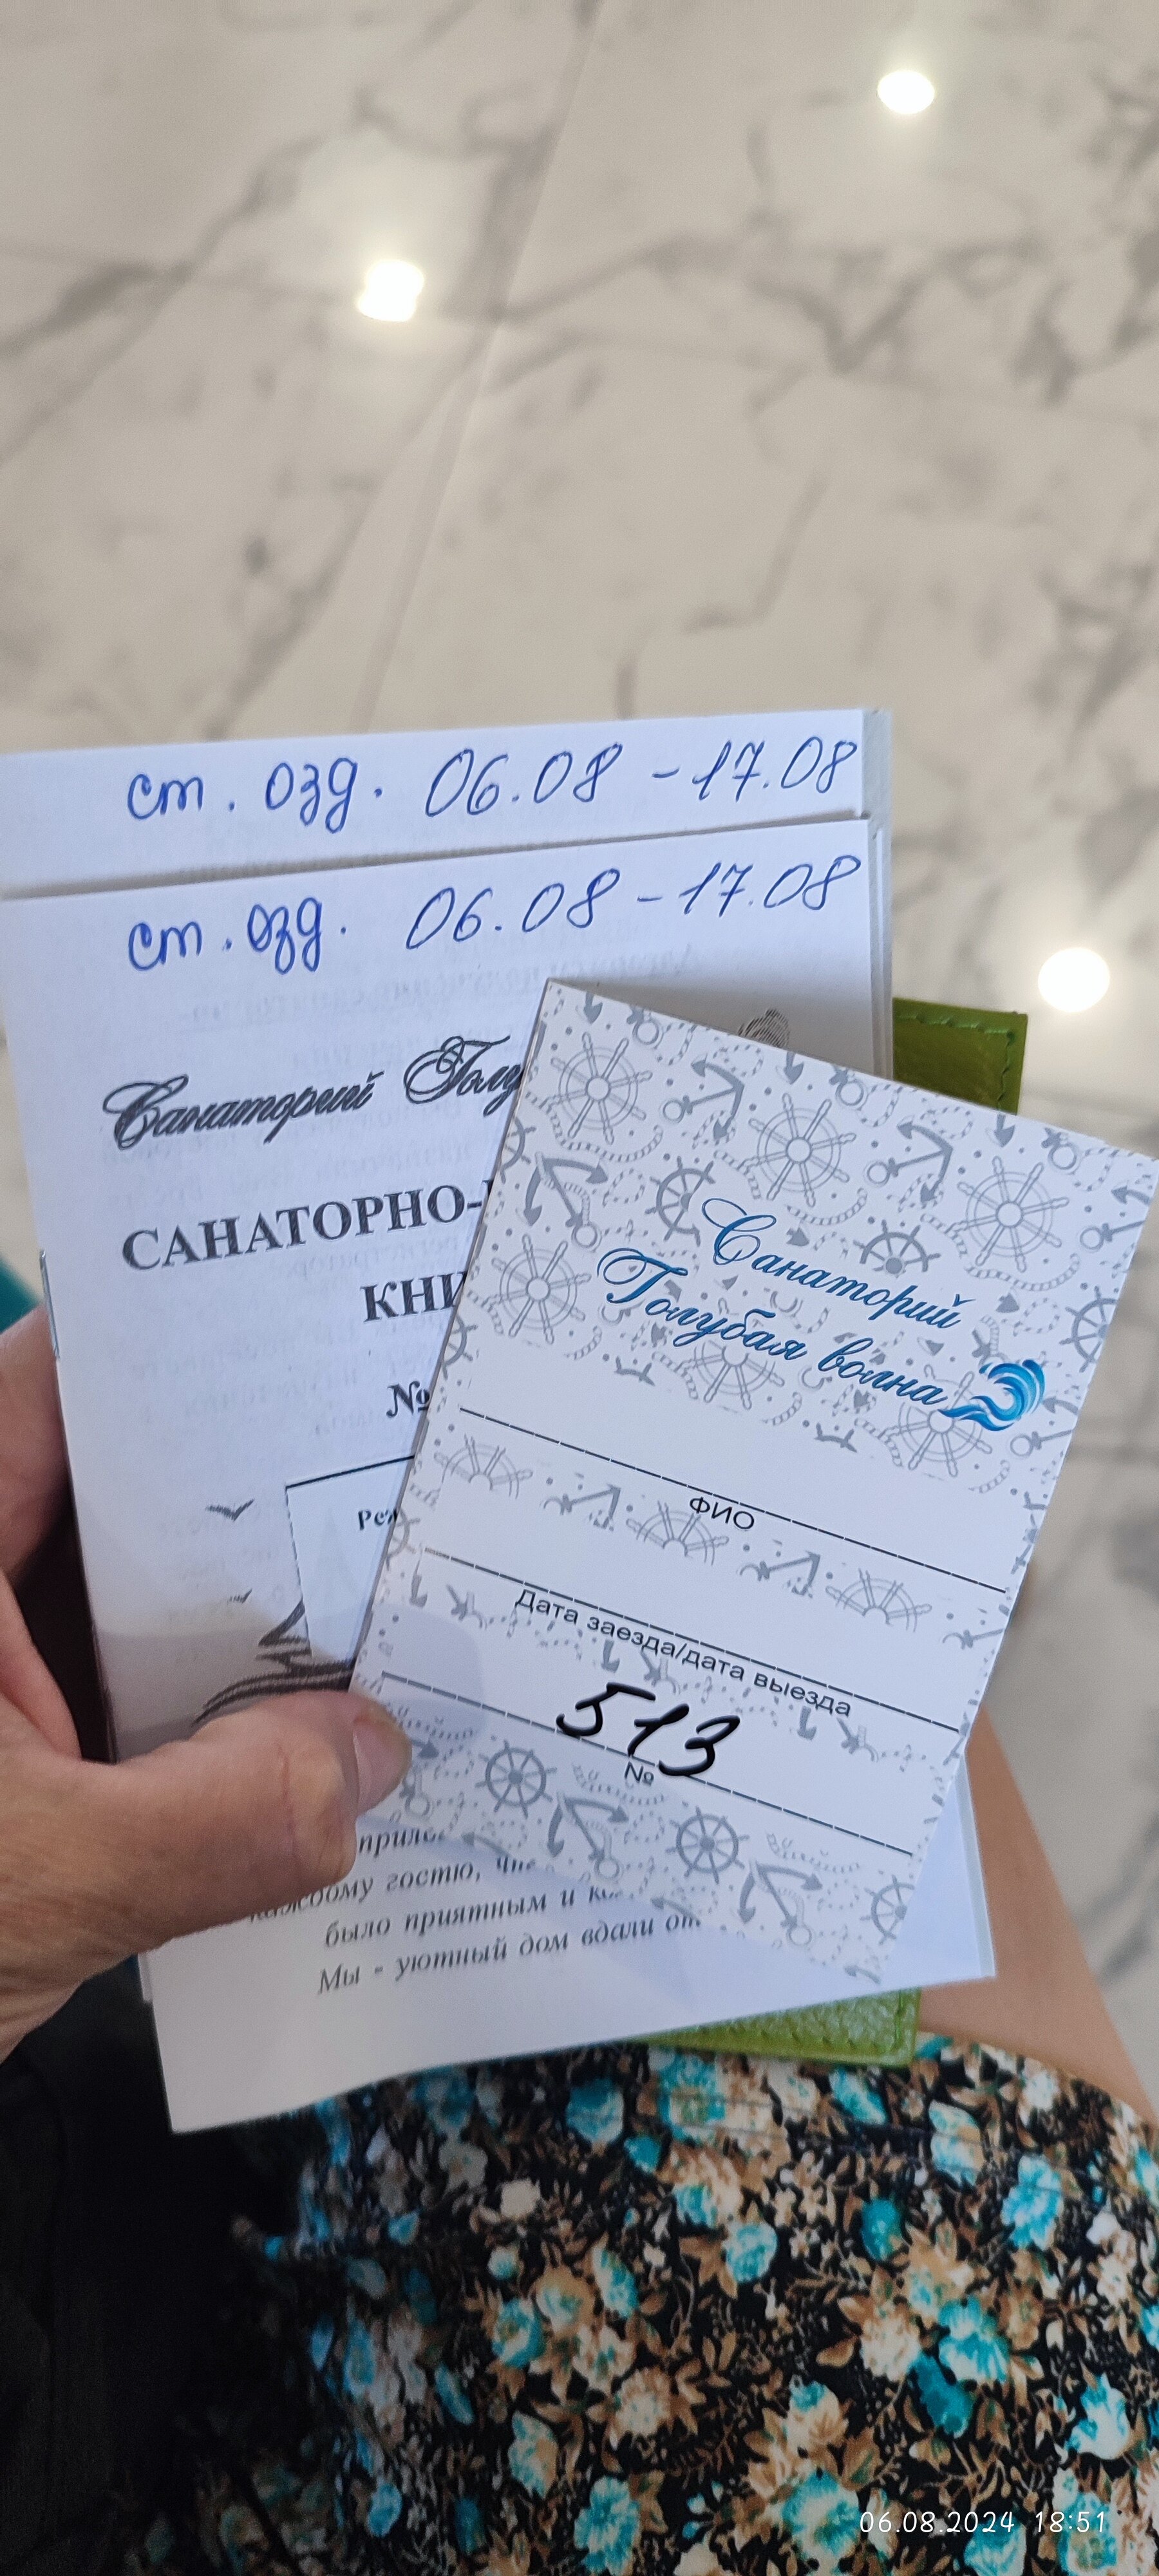 ст. озд. 06.08 - 17.08
ст. озд. 06.08 - 17.08
Санаторий
САНАТОРНО-
№
Санаторий
Голубая волна
ФИО
Дата заезда/дата выезда
513
№
каждому гостю,
было приятным и
Мы - уютный дом вдали
06.08.2024 18:51